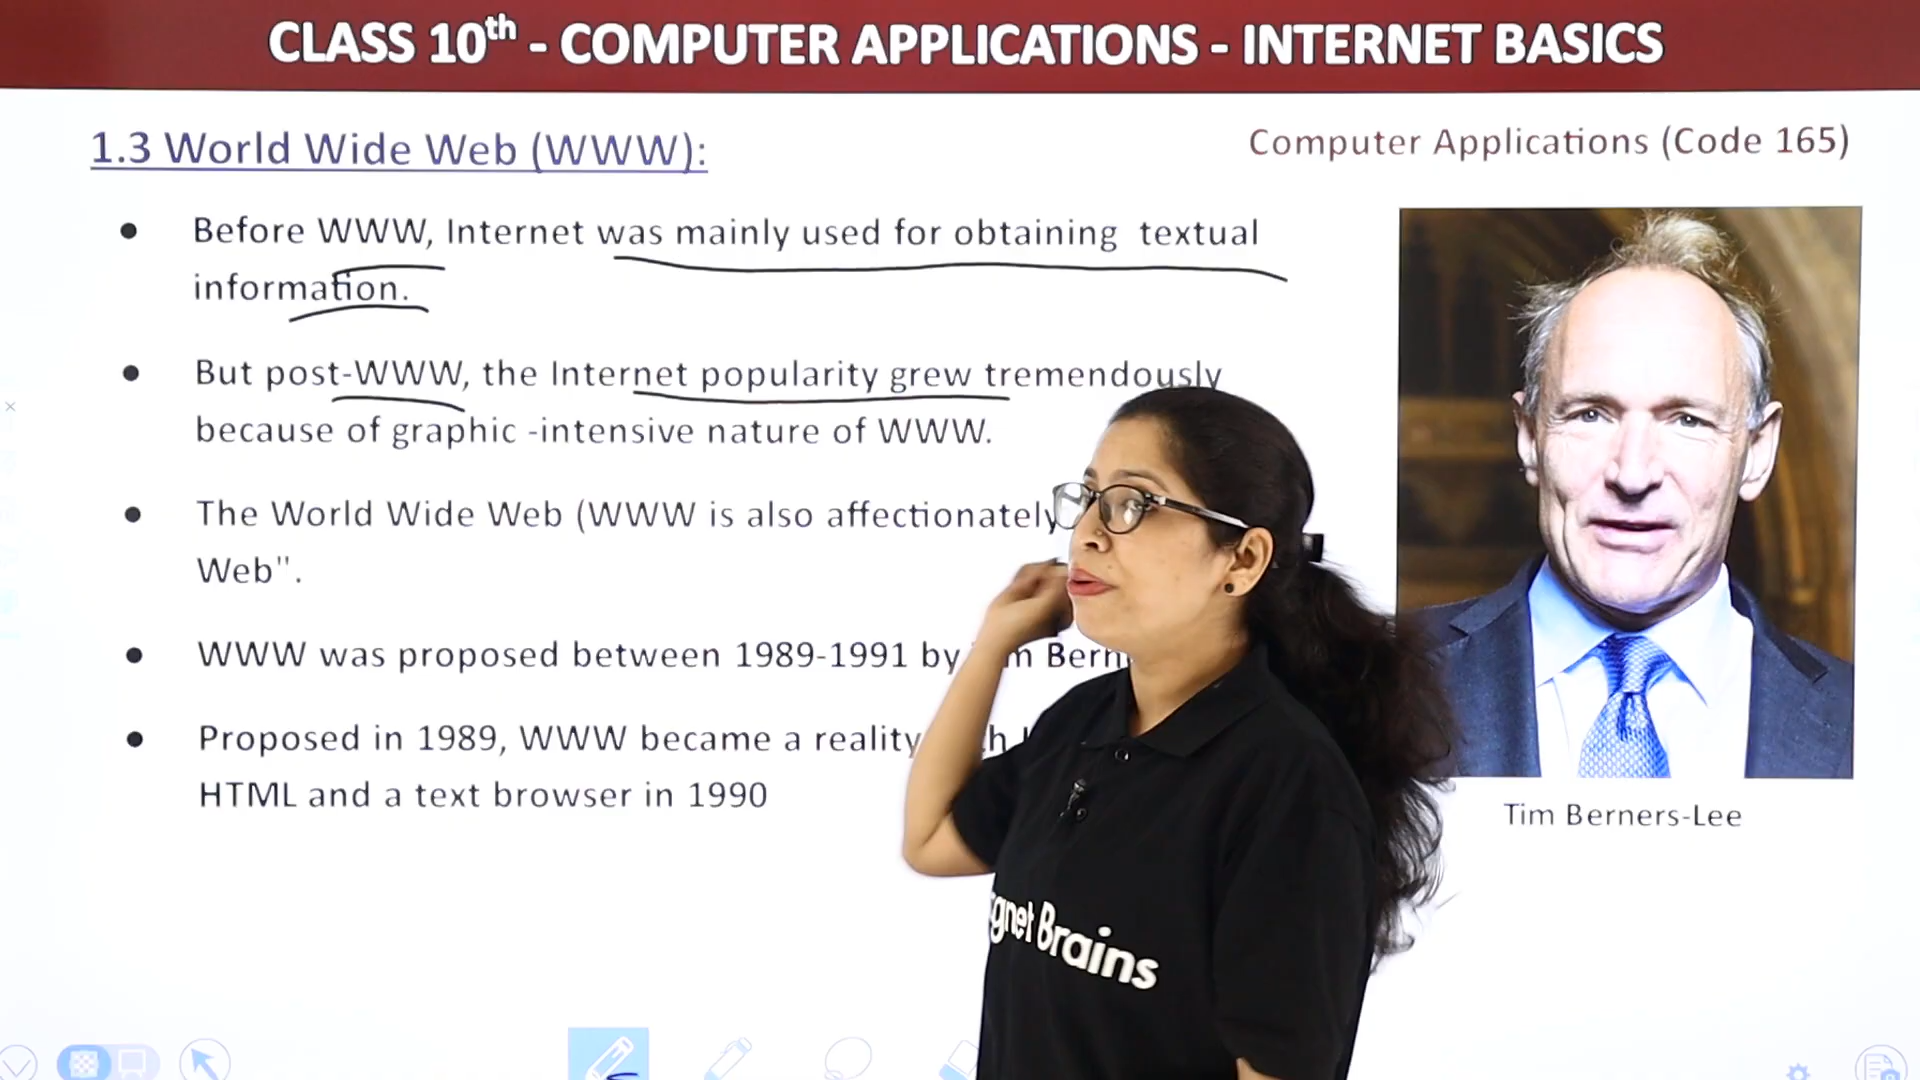 CLASS 10th - COMPUTER APPLICATIONS - INTERNET BASICS
1.3 World Wide Web (WWW):
Computer Applications (Code 165)
Before WWW, Internet was mainly used for obtaining textual
information.
But post-WWW, the Internet popularity grew tremendously
because of graphic -intensive nature of WWW.
The World Wide Web (WWW is also affectionately
Web".
WWW was proposed between 1989-1991 by
Proposed in 1989, WWW became a reality
HTML and a text browser in 1990
Tim Berners-Lee
Brains